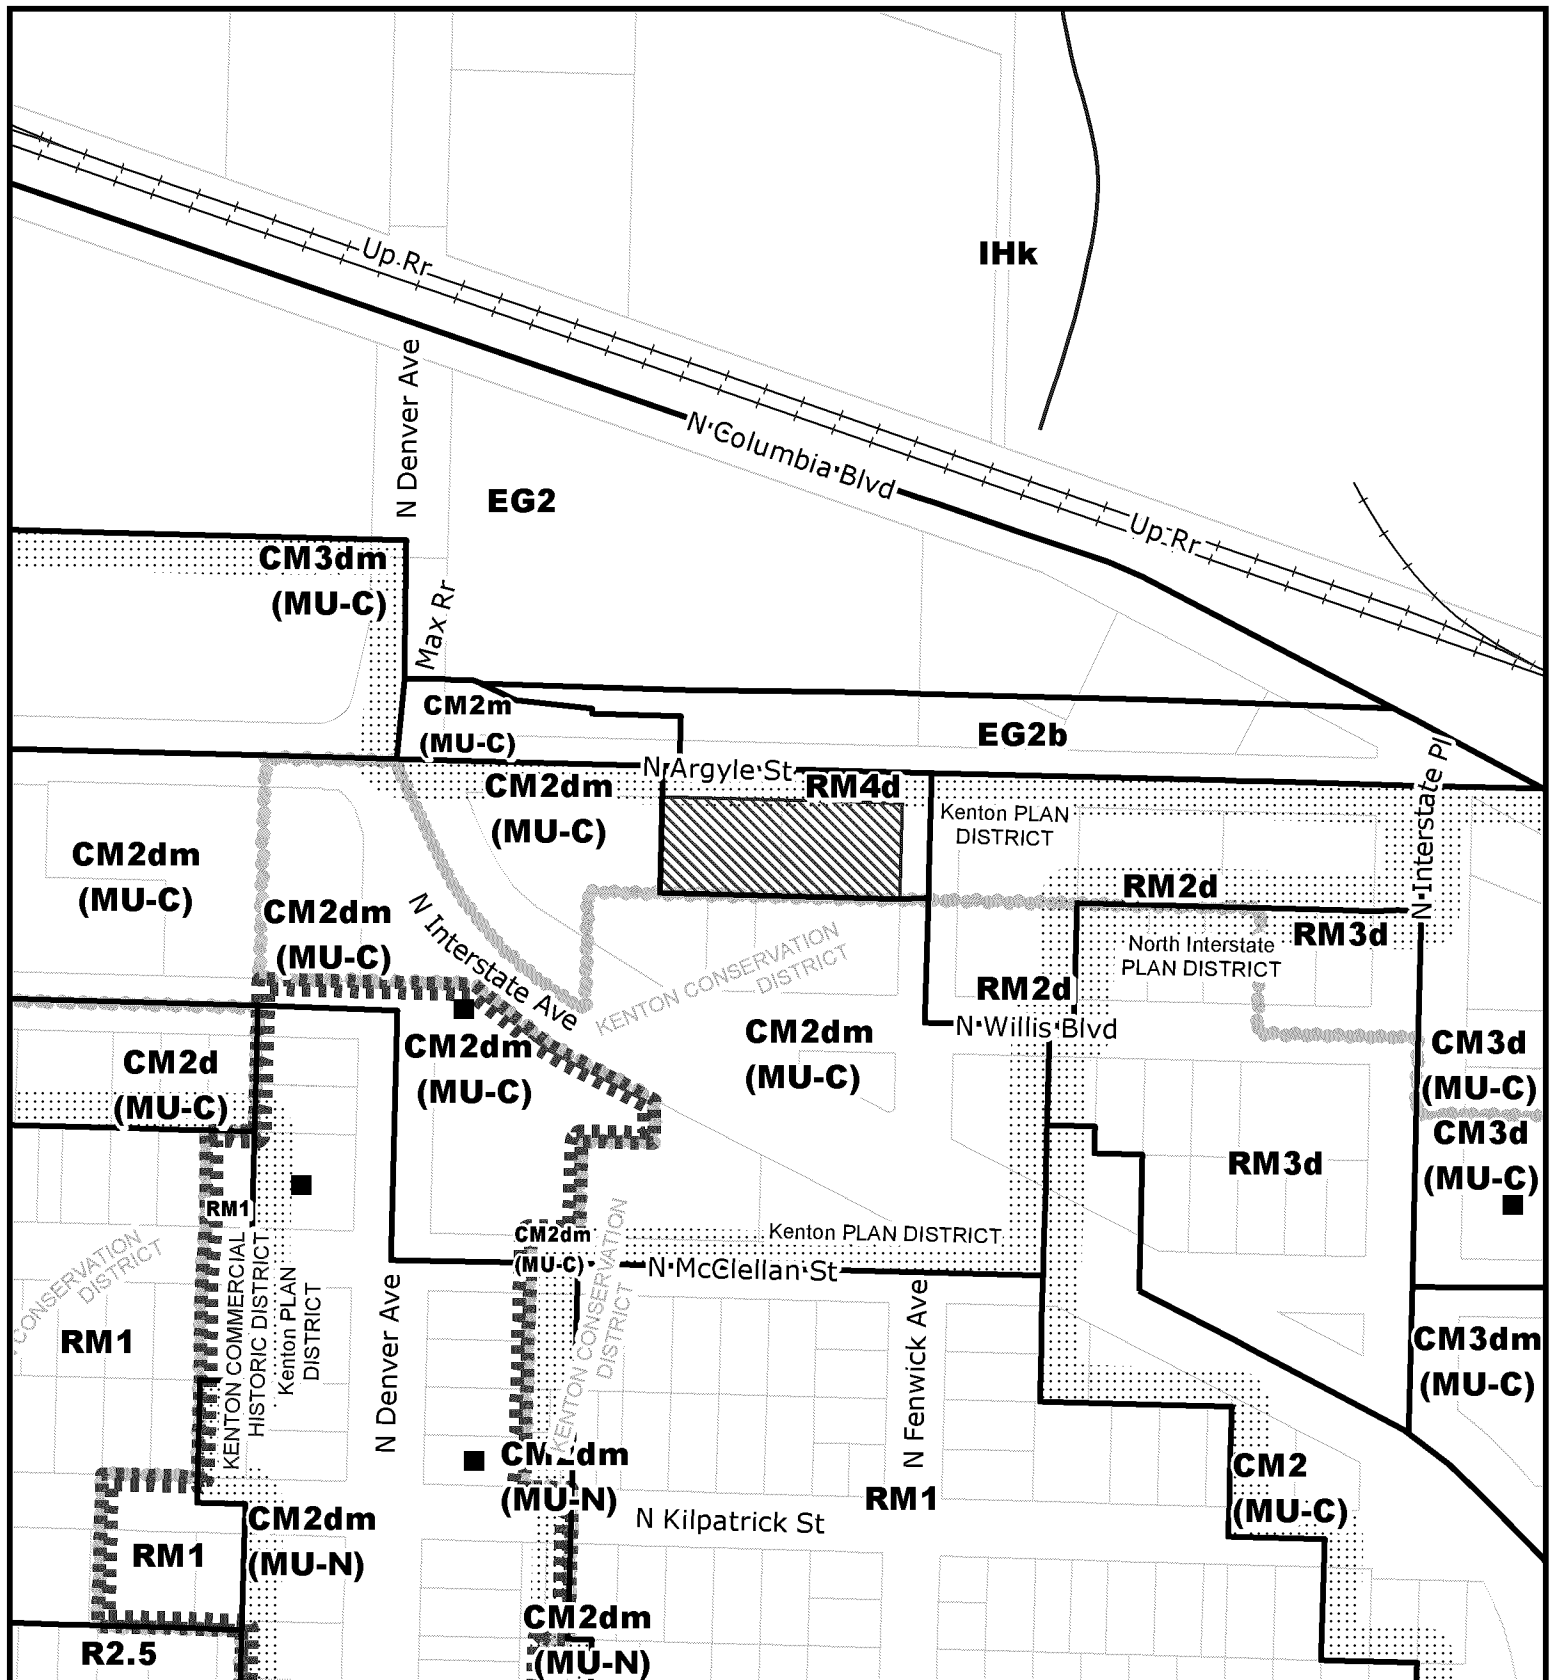 Up Rr
IHk
N Denver Ave
N Columbia Blvd
EG2
Up Rr
CM3dm
(MU-C)
Max Rr
CM2m
(MU-C)
EG2b
N Interstate Pl
N Argyle St
CM2dm
(MU-C)
RM4d
Kenton PLAN
DISTRICT
CM2dm
(MU-C)
RM2d
CM2dm
(MU-C)
N Interstate Ave
KENTON CONSERVATION
DISTRICT
North Interstate
PLAN DISTRICT
RM3d
RM2d
N Willis Blvd
CM2dm
(MU-C)
CM2dm
(MU-C)
CM2d
(MU-C)
CM3d
(MU-C)
CM3d
(MU-C)
RM3d
RM1
CM2dm
(MU-C)
Kenton PLAN DISTRICT
N McClellan St
CONSERVATION
DISTRICT
KENTON COMMERCIAL
HISTORIC DISTRICT
Kenton PLAN
DISTRICT
N Denver Ave
KENTON CONSERVATION
DISTRICT
N Fenwick Ave
RM1
CM3dm
(MU-C)
CM2dm
(MU-N)
CM2
(MU-C)
RM1
N Kilpatrick St
CM2dm
(MU-N)
RM1
CM2dm
(MU-N)
R2.5